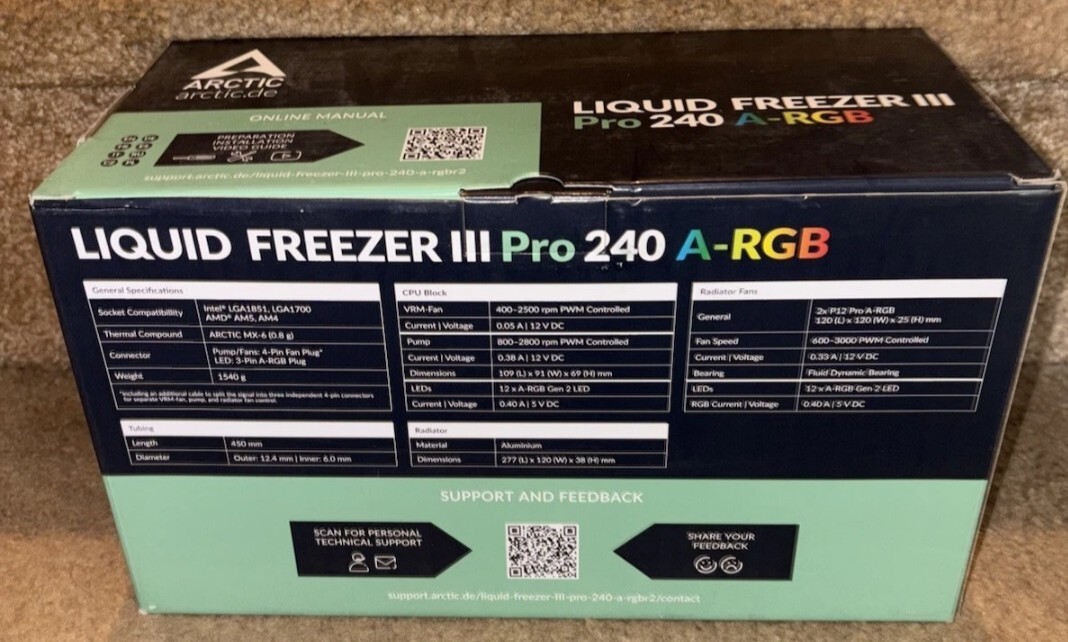 ARCTIC
arctic.de
LIQUID FREEZER III
Pro 240 A-RGB
ONLINE MANUAL
PREPARATION
INSTALLATION
VIDEO GUIDE
support.arctic.de/liquid-freezer-III-pro-240-a-rgbr2
LIQUID FREEZER III Pro 240 A-RGB
General Specifications
Socket Compatibility Intel® LGA1851, LGA1700
AMD® AM5, AM4
Thermal Compound ARCTIC MX-6 (0.8 g)
Connector Pump/Fans: 4-Pin Fan Plug*
LED: 3-Pin A-RGB Plug
Weight 1540 g
*Including an additional cable to split the signal into three independent 4-pin connectors
for separate VRM-fan, pump, and radiator fan control.
CPU Block
VRM-Fan 400–2500 rpm PWM Controlled
Current | Voltage 0.05 A | 12 V DC
Pump 800–2800 rpm PWM Controlled
Current | Voltage 0.38 A | 12 V DC
Dimensions 109 (L) x 91 (W) x 69 (H) mm
LEDs 12 x A-RGB Gen 2 LED
Current | Voltage 0.40 A | 5 V DC
Radiator Fans
General 2x P12 Pro A-RGB
120 (L) x 120 (W) x 25 (H) mm
Fan Speed 600–3000 PWM Controlled
Current | Voltage 0.33 A | 12 V DC
Bearing Fluid Dynamic Bearing
LEDs 12 x A-RGB Gen 2 LED
RGB Current | Voltage 0.40 A | 5 V DC
Tubing
Length 450 mm
Diameter Outer: 12.4 mm | Inner: 6.0 mm
Radiator
Material Aluminium
Dimensions 277 (L) x 120 (W) x 38 (H) mm
SUPPORT AND FEEDBACK
SCAN FOR PERSONAL
TECHNICAL SUPPORT
SHARE YOUR
FEEDBACK
support.arctic.de/liquid-freezer-III-pro-240-a-rgbr2/contact